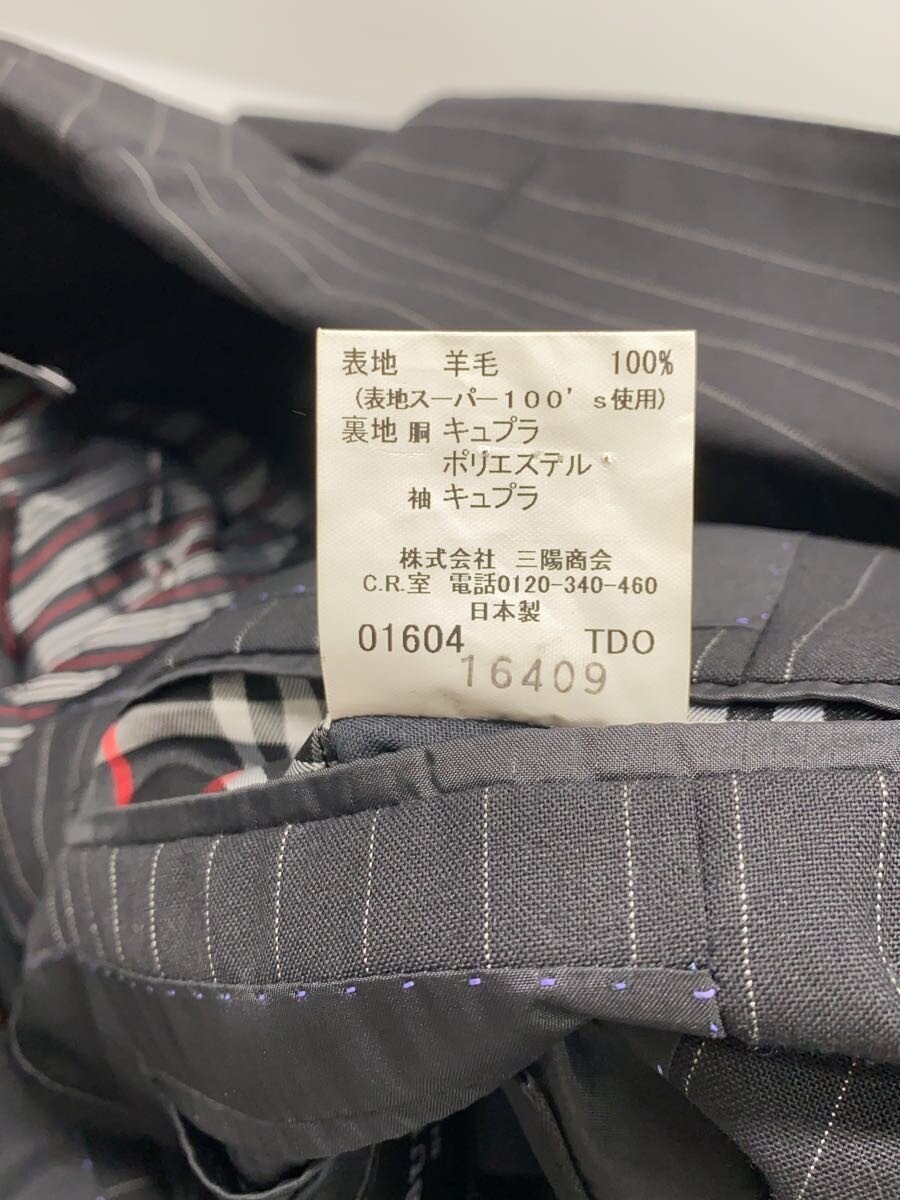 表地 羊毛 100%
(表地スーパー100's使用)
裏地 胴 キュプラ
ポリエステル
袖 キュプラ
株式会社 三陽商会
C.R.室 電話0120-340-460
日本製
01604 TDO
16409